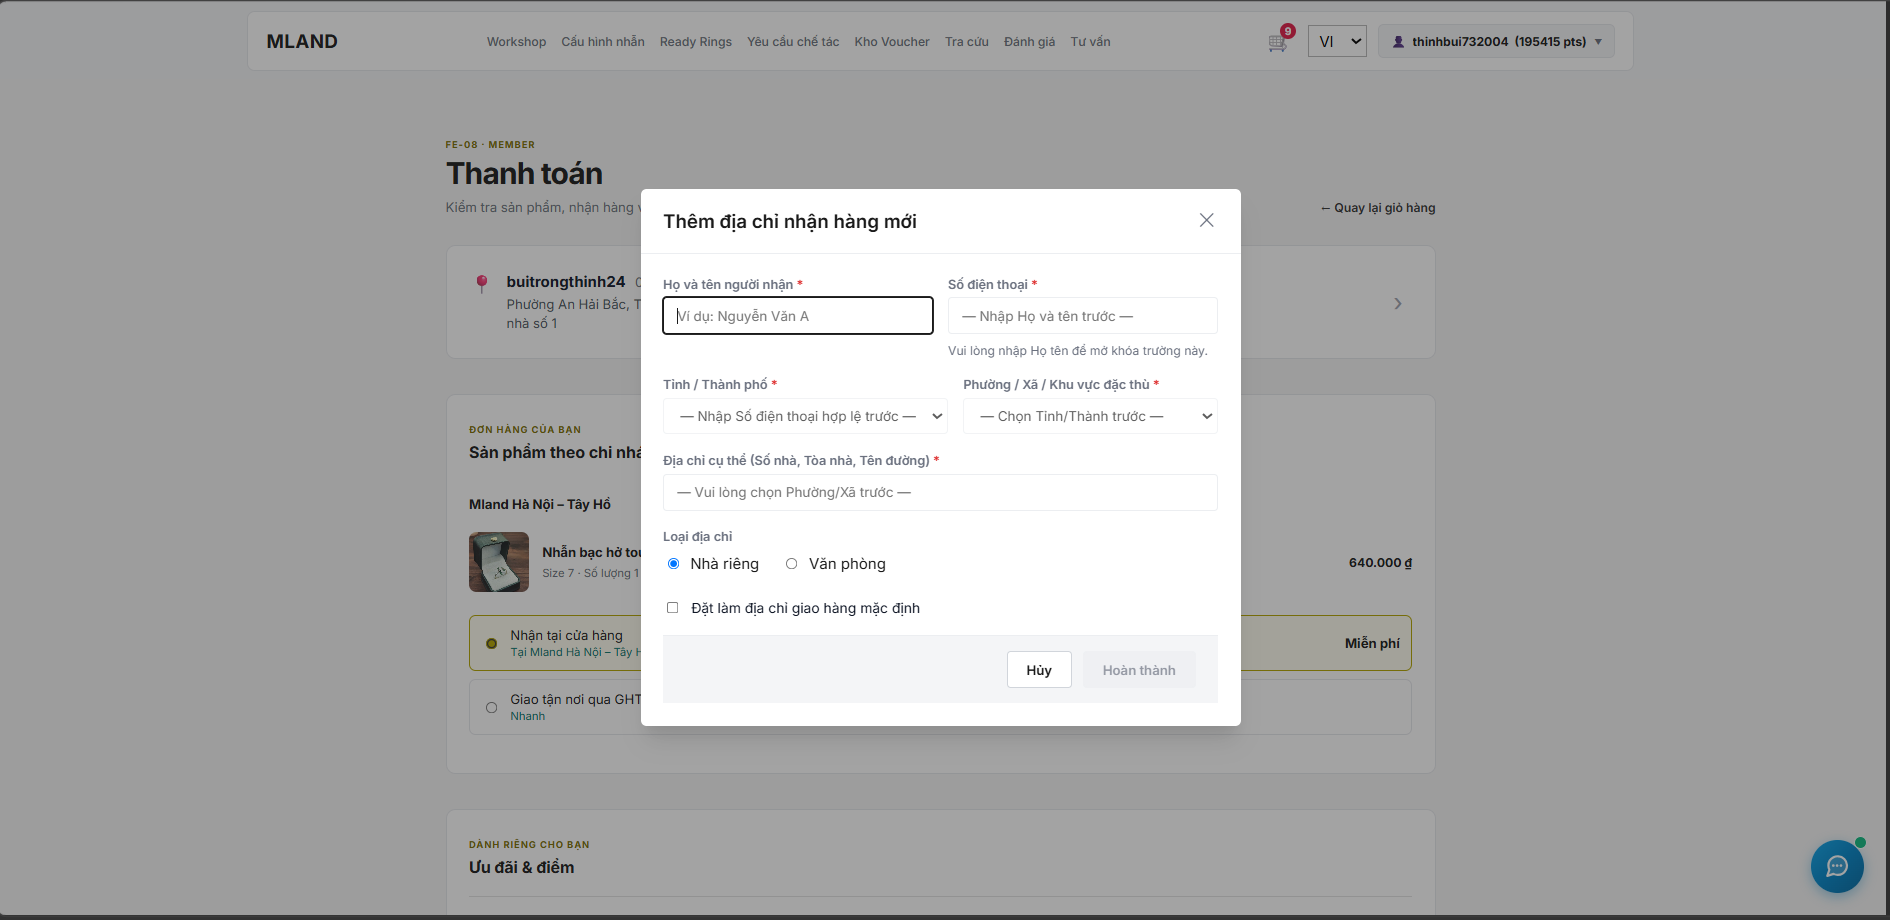 MLAND
Workshop
Cấu hình nhẫn
Ready Rings
Yêu cầu chế tác
Kho Voucher
Tra cứu
Đánh giá
Tư vấn
9
VI
thinhbui732004 (195415 pts)
FE-08 · MEMBER
Thanh toán
Kiểm tra sản phẩm, nhận hàng
← Quay lại giỏ hàng
buitrongthinh24
Phường An Hải Bắc, T
nhà số 1
ĐƠN HÀNG CỦA BẠN
Sản phẩm theo chi nhá
Mland Hà Nội – Tây Hồ
Nhẫn bạc hở
Size 7 · Số lượng 1
640.000 ₫
Nhận tại cửa hàng
Tại Mland Hà Nội – Tây H
Miễn phí
Giao tận nơi qua GHT
Nhanh
DÀNH RIÊNG CHO BẠN
Ưu đãi & điểm
Thêm địa chỉ nhận hàng mới
Họ và tên người nhận *
Ví dụ: Nguyễn Văn A
Số điện thoại *
— Nhập Họ và tên trước —
Vui lòng nhập Họ tên để mở khóa trường này.
Tỉnh / Thành phố *
— Nhập Số điện thoại hợp lệ trước —
Phường / Xã / Khu vực đặc thù *
— Chọn Tỉnh/Thành trước —
Địa chỉ cụ thể (Số nhà, Tòa nhà, Tên đường) *
— Vui lòng chọn Phường/Xã trước —
Loại địa chỉ
Nhà riêng
Văn phòng
Đặt làm địa chỉ giao hàng mặc định
Hủy
Hoàn thành